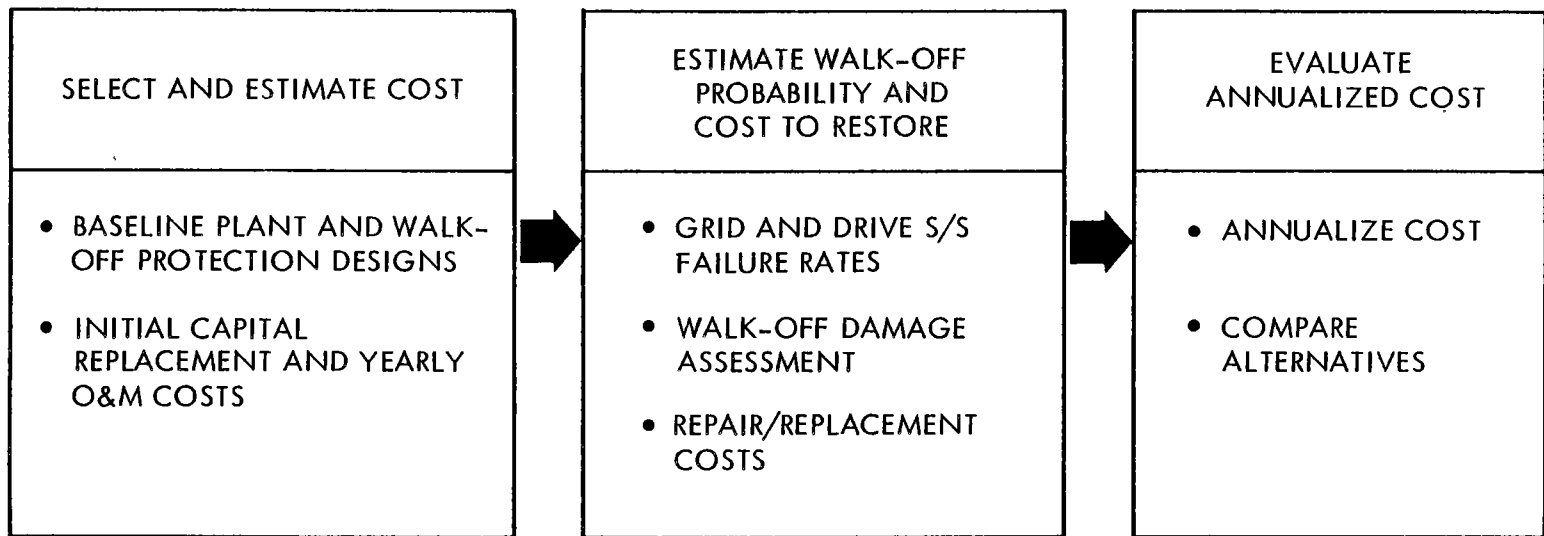 SELECT AND ESTIMATE COST
• BASELINE PLANT AND WALK-
OFF PROTECTION DESIGNS
• INITIAL CAPITAL
REPLACEMENT AND YEARLY
O&M COSTS
ESTIMATE WALK-OFF
PROBABILITY AND
COST TO RESTORE
• GRID AND DRIVE S/S
FAILURE RATES
• WALK-OFF DAMAGE
ASSESSMENT
• REPAIR/REPLACEMENT
COSTS
EVALUATE
ANNUALIZED COST
• ANNUALIZE COST
• COMPARE
ALTERNATIVES